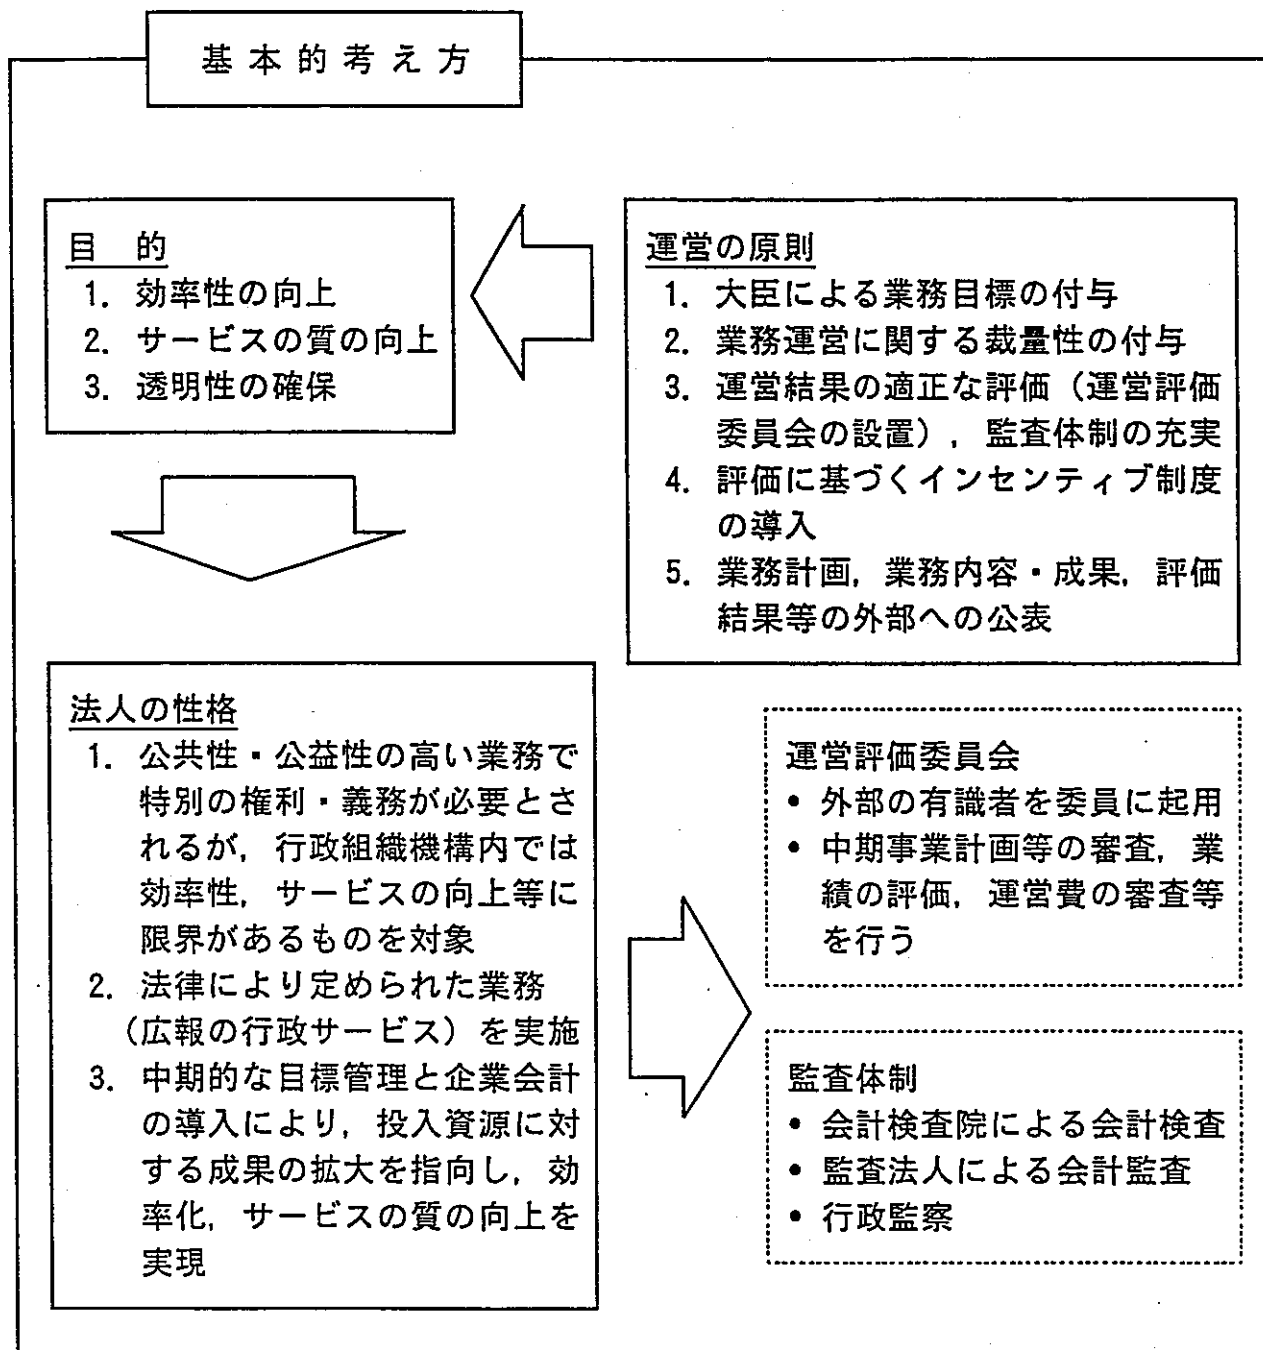 基本的考え方
目　的
1．効率性の向上
2．サービスの質の向上
3．透明性の確保
運営の原則
1．大臣による業務目標の付与
2．業務運営に関する裁量性の付与
3．運営結果の適正な評価（運営評価
委員会の設置），監査体制の充実
4．評価に基づくインセンティブ制度
の導入
5．業務計画，業務内容・成果，評価
結果等の外部への公表
法人の性格
1．公共性・公益性の高い業務で
特別の権利・義務が必要とさ
れるが，行政組織機構内では
効率性，サービスの向上等に
限界があるものを対象
2．法律により定められた業務
（広報の行政サービス）を実施
3．中期的な目標管理と企業会計
の導入により，投入資源に対
する成果の拡大を指向し，効
率化，サービスの質の向上を
実現
運営評価委員会
• 外部の有識者を委員に起用
• 中期事業計画等の審査，業
績の評価，運営費の審査等
を行う
監査体制
• 会計検査院による会計検査
• 監査法人による会計監査
• 行政監察